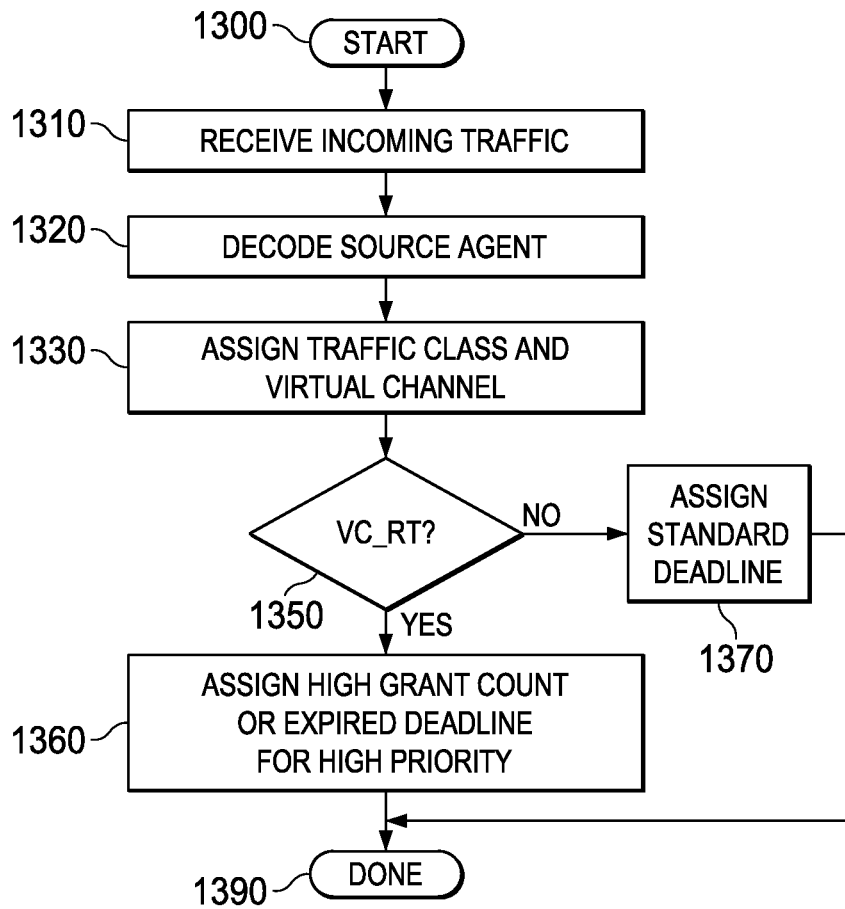 1300
START
1310
RECEIVE INCOMING TRAFFIC
1320
DECODE SOURCE AGENT
1330
ASSIGN TRAFFIC CLASS AND
VIRTUAL CHANNEL
VC_RT?
NO
1350
YES
ASSIGN
STANDARD
DEADLINE
1370
1360
ASSIGN HIGH GRANT COUNT
OR EXPIRED DEADLINE
FOR HIGH PRIORITY
1390
DONE